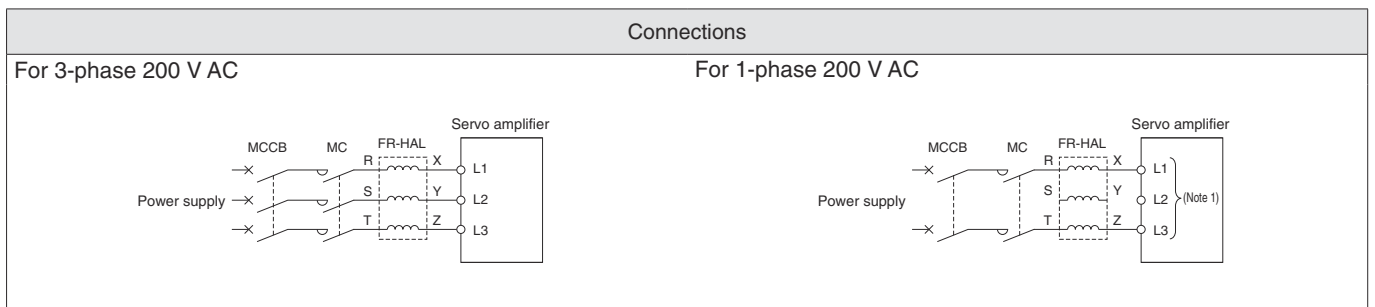 Connections
For 3-phase 200 V AC
For 1-phase 200 V AC
Servo amplifier
MCCB MC FR-HAL
R X L1
Power supply S Y L2
T Z L3
Servo amplifier
MCCB MC FR-HAL
R X L1
Power supply S Y L2 (Note 1)
T Z L3